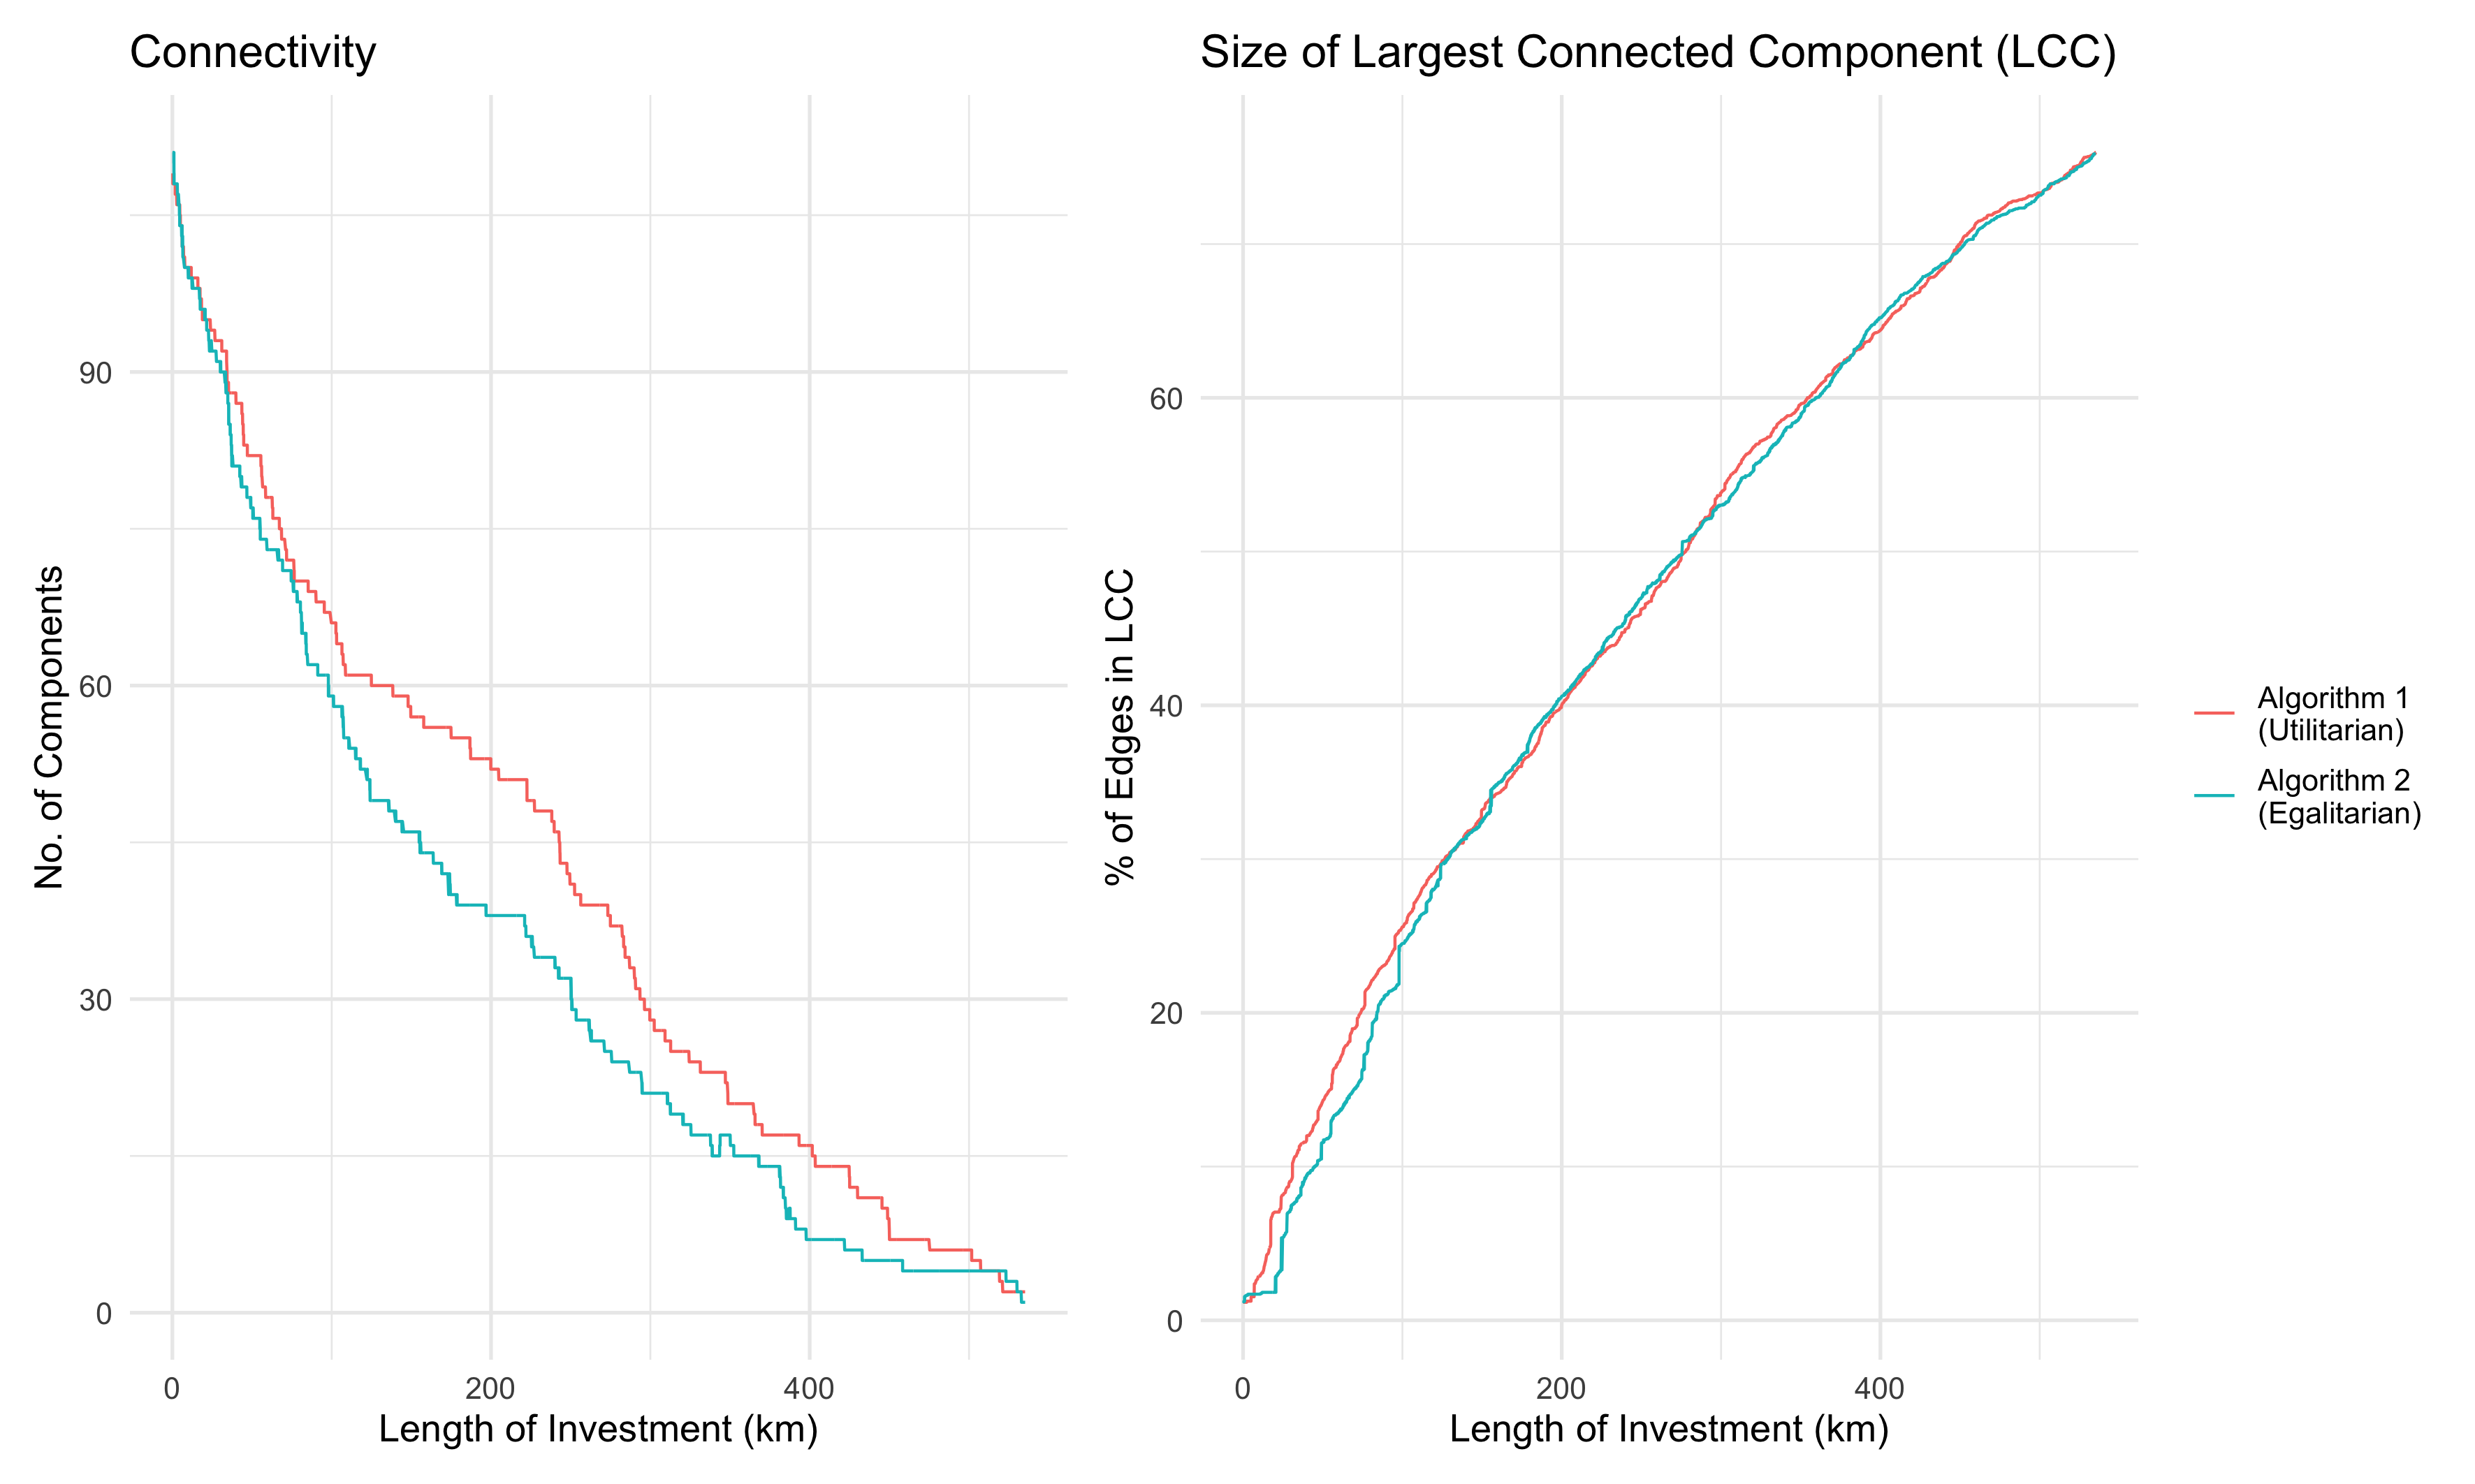 Connectivity
No. of Components
90
60
30
0
0
200
400
Length of Investment (km)
Size of Largest Connected Component (LCC)
% of Edges in LCC
60
40
20
0
0
200
400
Length of Investment (km)
Algorithm 1
(Utilitarian)
Algorithm 2
(Egalitarian)